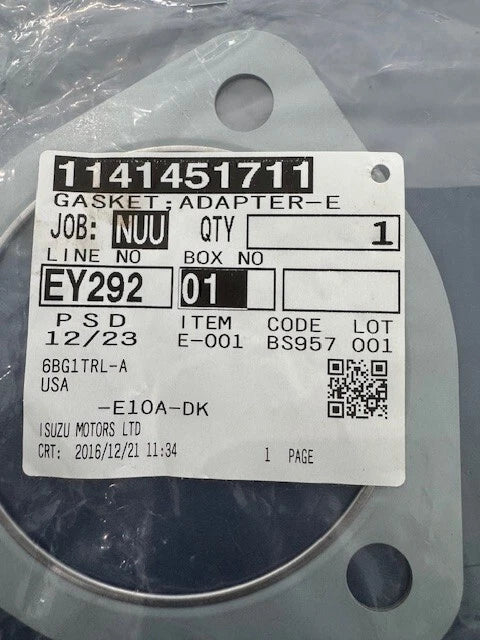 1141451711
GASKET;ADAPTER-E
JOB: NUU QTY 1
LINE NO BOX NO
EY292 01
PSD ITEM CODE LOT
12/23 E-001 BS957 001
6BG1TRL-A
USA
-E10A-DK
ISUZU MOTORS LTD
CRT: 2016/12/21 11:34 1 PAGE